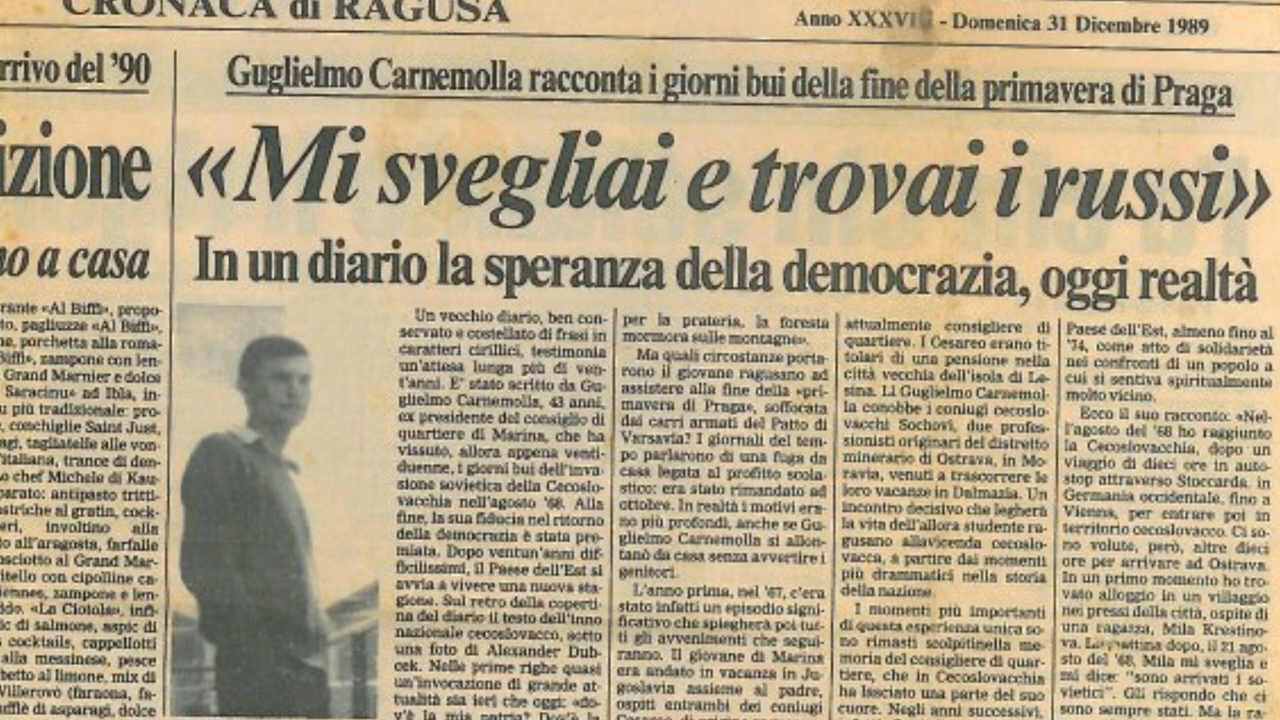 CRONACA di RAGUSA
Anno XXXVI - Domenica 31 Dicembre 1989
rrivo del '90
izione
no a casa
rante «Al Biffi», propo-
to, pagliuzze «Al Biffi»,
ne, porchetta alla roma-
Biffi», zampone con len-
Grand Marnier e dolce
Saracinu» ad Ibla, in-
u più tradizionale: pro-
, conchiglie Saint Just,
agi, tagliatelle alle von-
'italiana, trance di den-
o chef Michele di Kau-
parato: antipasto tritti-
striche al gratin, cock-
eri, involtino alla
to all'aragosta, farfalle
osciotto al Grand Mar-
itello con cipolline ca-
iennes, zampone e len-
ddo. «La Ciotola», infi-
ic di salmone, aspic di
cocktails, cappellotti
alla messinese, pesce
betto al limone, mix di
Villerovò (faraona, fa-
ufflè di asparagi, dolce
Guglielmo Carnemolla racconta i giorni bui della fine della primavera di Praga
«Mi svegliai e trovai i russi»
In un diario la speranza della democrazia, oggi realtà
Un vecchio diario, ben con-
servato e costellato di frasi in
caratteri cirillici, testimonia
un'attesa lunga più di ven-
t'anni. E' stato scritto da Gu-
glielmo Carnemolla, 43 anni,
ex presidente del consiglio di
quartiere di Marina, che ha
vissuto, allora appena venti-
duenne, i giorni bui dell'inva-
sione sovietica della Cecoslo-
vacchia nell'agosto '68. Alla
fine, la sua fiducia nel ritorno
della democrazia è stata pre-
miata. Dopo ventun'anni dif-
ficilissimi, il Paese dell'Est si
avvia a vivere una nuova sta-
gione. Sul retro della coperti-
na del diario il testo dell'inno
nazionale cecoslovacco, sotto
una foto di Alexander Dub-
cek. Nelle prime righe quasi
un'invocazione di grande at-
tualità sia ieri che oggi: «do-
v'è la mia patria? Dov'è la
per la prateria, la foresta
mormora sulle montagne».
Ma quali circostanze porta-
rono il giovane ragusano ad
assistere alla fine della «pri-
mavera di Praga», soffocata
dai carri armati del Patto di
Varsavia? I giornali del tem-
po parlarono di una fuga da
casa legata al profitto scola-
stico: era stato rimandato ad
ottobre. In realtà i motivi era-
no più profondi, anche se Gu-
glielmo Carnemolla si allon-
tanò da casa senza avvertire i
genitori.
L'anno prima, nel '67, c'era
stato infatti un episodio signi-
ficativo che spiegherà poi tut-
ti gli avvenimenti che segui-
ranno. Il giovane di Marina
era andato in vacanza in Ju-
goslavia assieme al padre,
ospiti entrambi dei coniugi
attualmente consigliere di
quartiere. I Cesareo erano ti-
tolari di una pensione nella
città vecchia dell'isola di Le-
sina. Lì Guglielmo Carnemol-
la conobbe i coniugi cecoslo-
vacchi Sochovi, due profes-
sionisti originari del distretto
minerario di Ostrava, in Mo-
ravia, venuti a trascorrere le
loro vacanze in Dalmazia. Un
incontro decisivo che legherà
la vita dell'allora studente ra-
gusano alla vicenda cecoslo-
vacca, a partire dai momenti
più drammatici nella storia
della nazione.
I momenti più importanti
di questa esperienza unica so-
no rimasti scolpiti nella me-
moria del consigliere di quar-
tiere, che in Cecoslovacchia
ha lasciato una parte del suo
cuore. Negli anni successivi,
Paese dell'Est, almeno fino al
'74, come atto di solidarietà
nei confronti di un popolo a
cui si sentiva spiritualmente
molto vicino.
Ecco il suo racconto: «Nel-
l'agosto del '68 ho raggiunto
la Cecoslovacchia, dopo un
viaggio di dieci ore in auto-
stop attraverso Stoccarda, in
Germania occidentale, fino a
Vienna, per entrare poi in
territorio cecoslovacco. Ci so-
no volute, però, altre dieci
ore per arrivare ad Ostrava.
In un primo momento ho tro-
vato alloggio in un villaggio
nei pressi della città, ospite di
una ragazza, Mila Krestino-
va. La mattina dopo, il 21 ago-
sto del '68, Mila mi sveglia e
mi dice: "sono arrivati i so-
vietici". Gli rispondo che ci
sono sempre stati. Ma la ra-